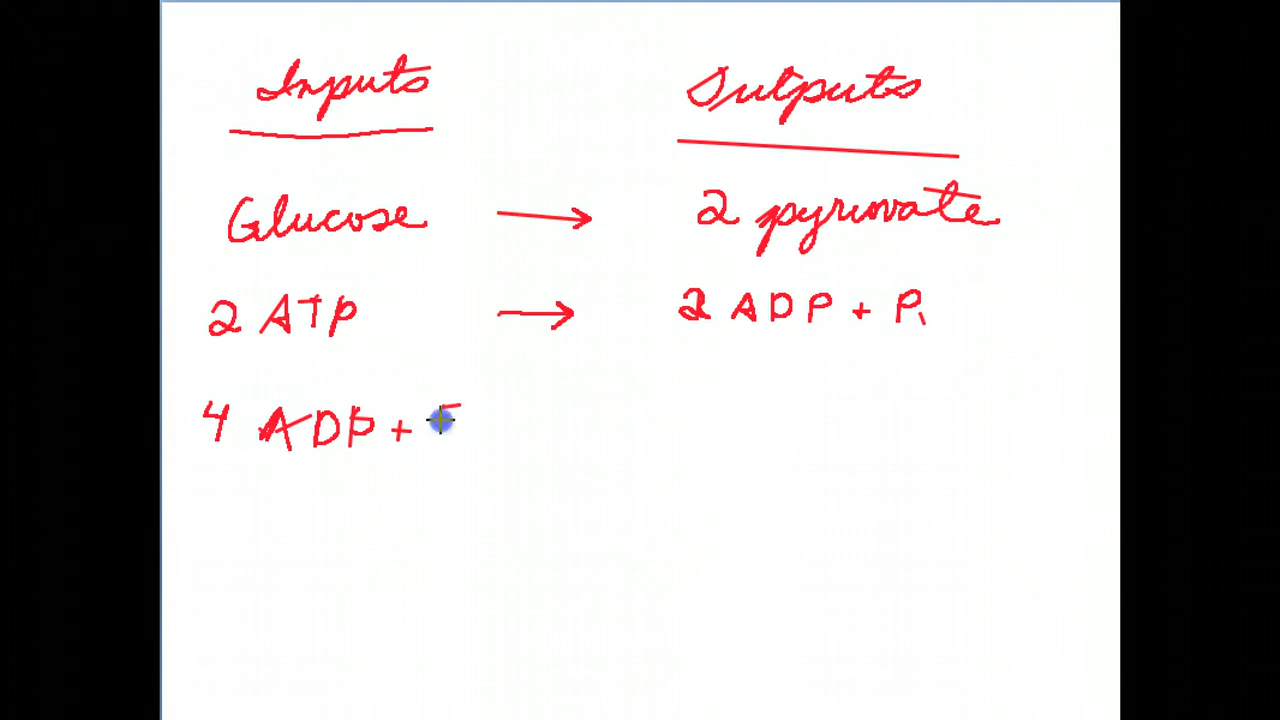 Inputs Outputs
Glucose → 2 pyruvate
2 ATP → 2 ADP + Pi
4 ADP +